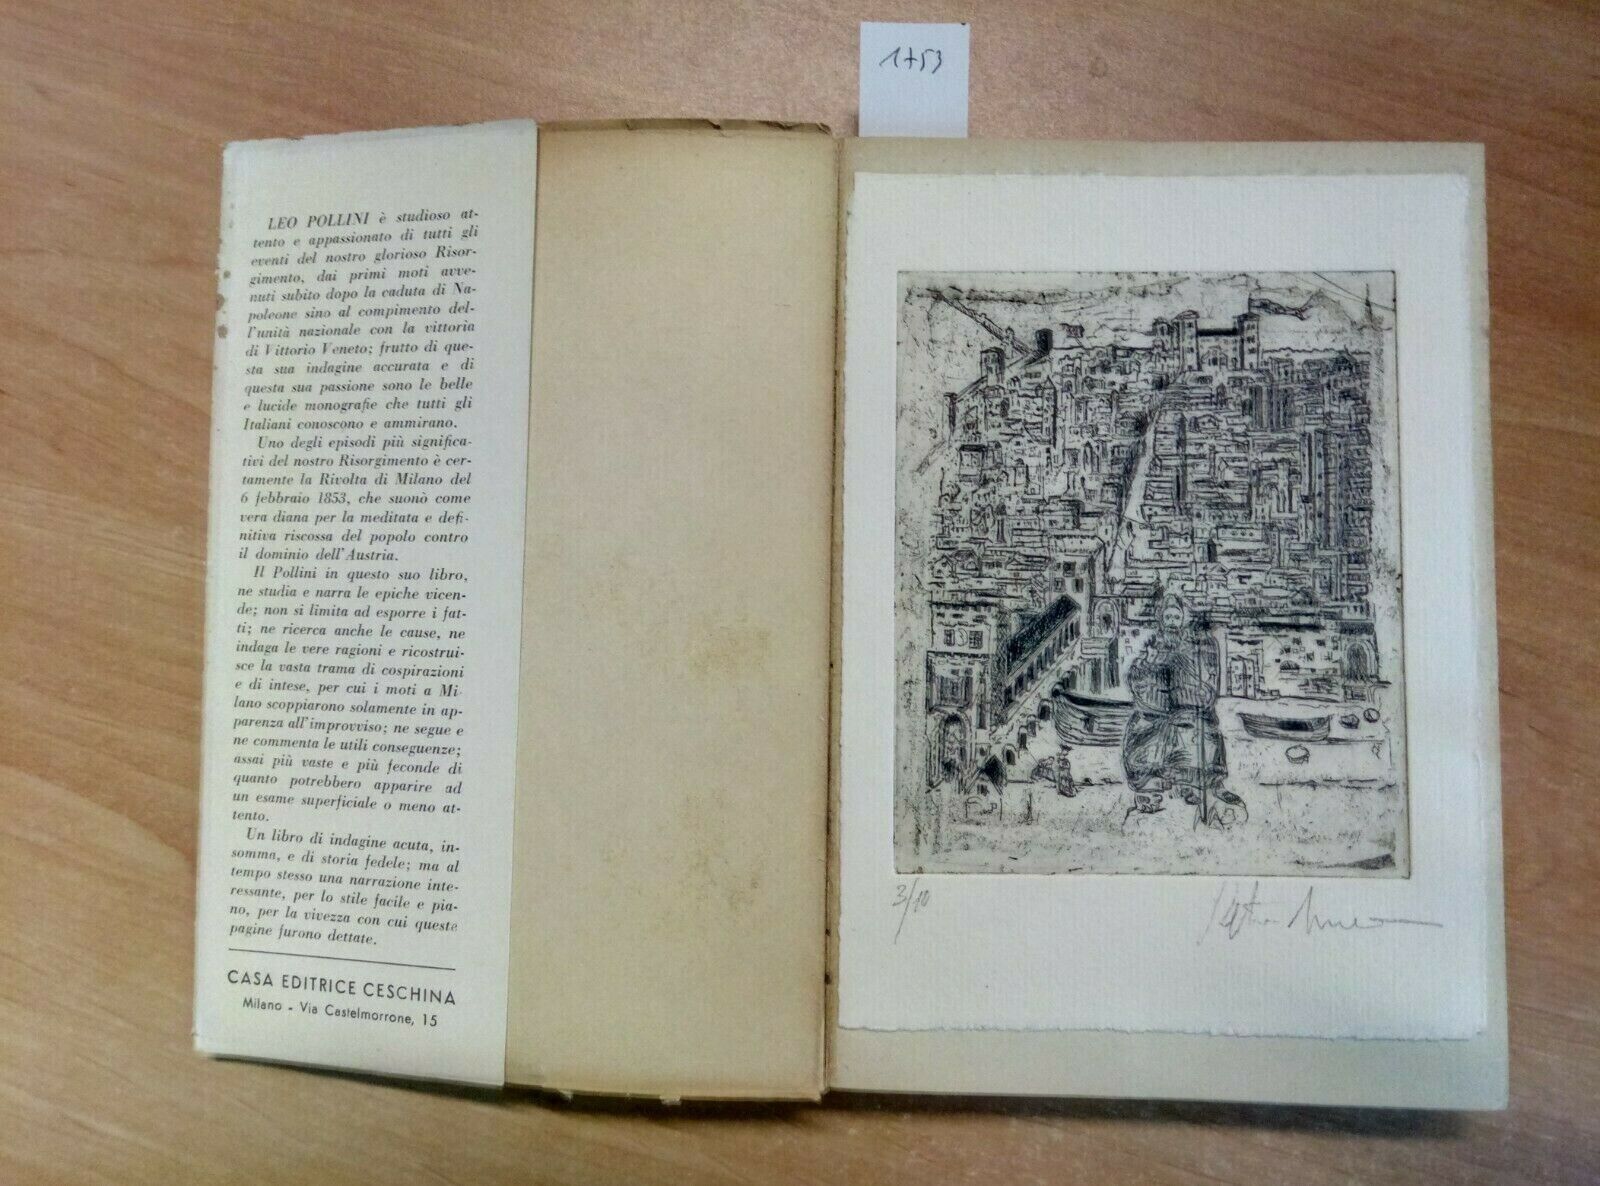 1753
LEO POLLINI è studioso at-
tento e appassionato di tutti gli
eventi del nostro glorioso Risor-
gimento, dai primi moti avve-
nuti subito dopo la caduta di Na-
poleone sino al compimento del-
l'unità nazionale con la vittoria
di Vittorio Veneto; frutto di que-
sta sua indagine accurata e di
questa sua passione sono le belle
e lucide monografie che tutti gli
Italiani conoscono e ammirano.
Uno degli episodi più significa-
tivi del nostro Risorgimento è cer-
tamente la Rivolta di Milano del
6 febbraio 1853, che suonò come
vera diana per la meditata e defi-
nitiva riscossa del popolo contro
il dominio dell'Austria.
Il Pollini in questo suo libro,
ne studia e narra le epiche vicen-
de; non si limita ad esporre i fat-
ti; ne ricerca anche le cause, ne
indaga le vere ragioni e ricostrui-
sce la vasta trama di cospirazioni
e di intese, per cui i moti a Mi-
lano scoppiarono solamente in ap-
parenza all'improvviso; ne segue e
ne commenta le utili conseguenze;
assai più vaste e più feconde di
quanto potrebbero apparire ad
un esame superficiale o meno at-
tento.
Un libro di indagine acuta, in-
somma, e di storia fedele; ma al
tempo stesso una narrazione inte-
ressante, per lo stile facile e pia-
no, per la vivezza con cui queste
pagine furono dettate.
CASA EDITRICE CESCHINA
Milano - Via Castelmorrone, 15
3/10